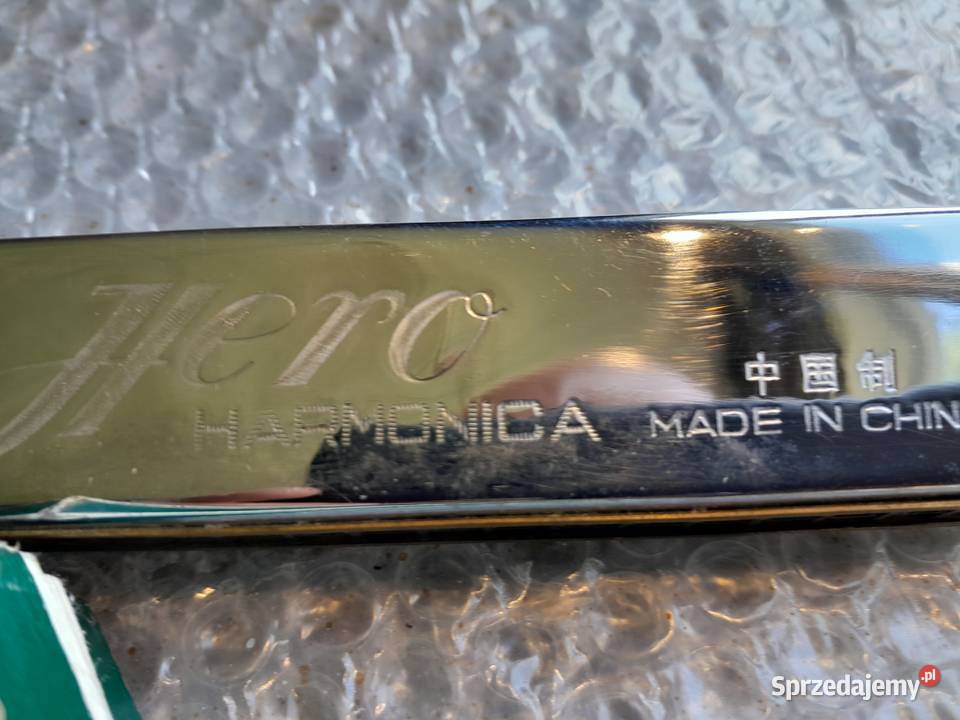 Hero
HARMONICA
中国制
MADE IN CHIN
Sprzedajemy.pl